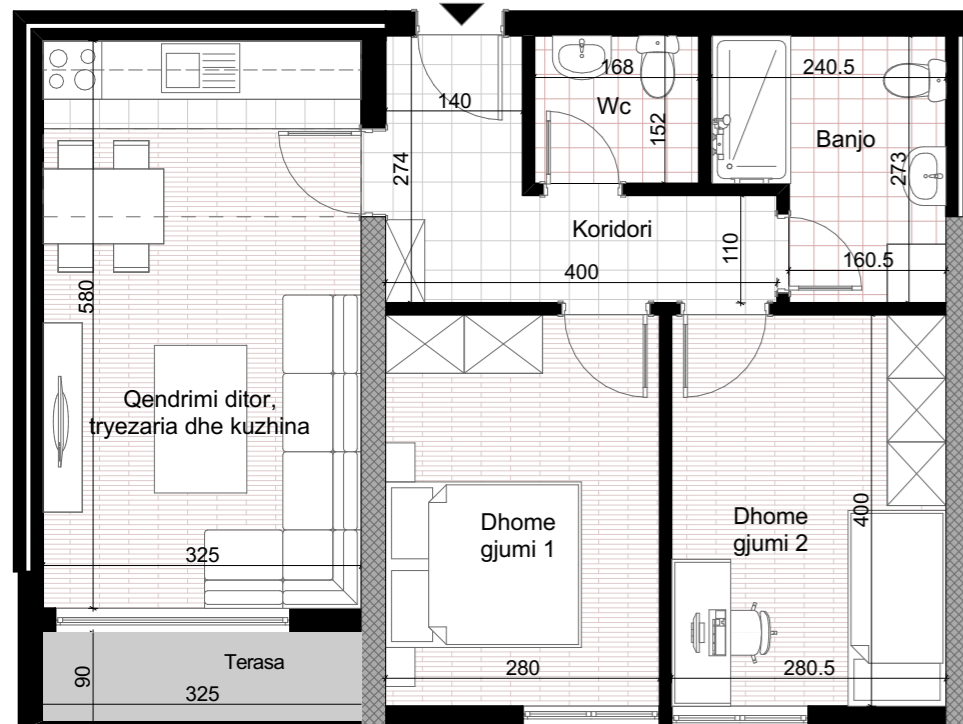 168
240.5
140
Wc
152
Banjo
274
273
Koridori
110
400
160.5
580
Qendrimi ditor,
tryezaria dhe kuzhina
Dhome
gjumi 1
Dhome
gjumi 2
400
325
280
280.5
Terasa
90
325